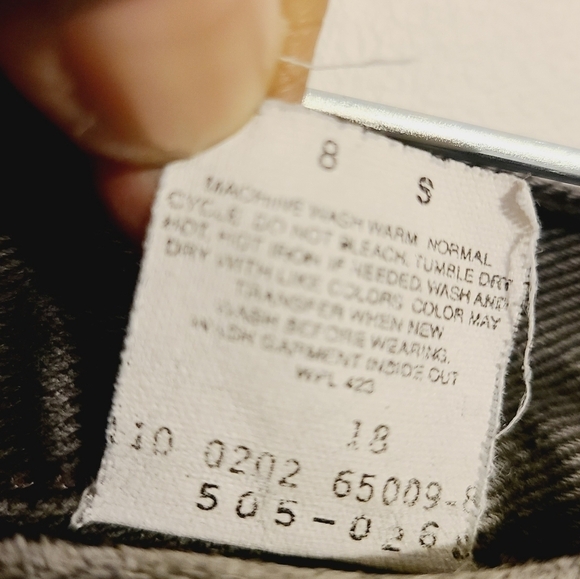 8 S
MACHINE WASH WARM NORMAL
CYCLE. DO NOT BLEACH. TUMBLE DRY
HOT. HOT IRON IF NEEDED. WASH AND
DRY WITH LIKE COLORS. COLOR MAY
TRANSFER WHEN NEW
WASH BEFORE WEARING.
WASH GARMENT INSIDE OUT
WPL 423
18
110 0202 65009-8
505-026